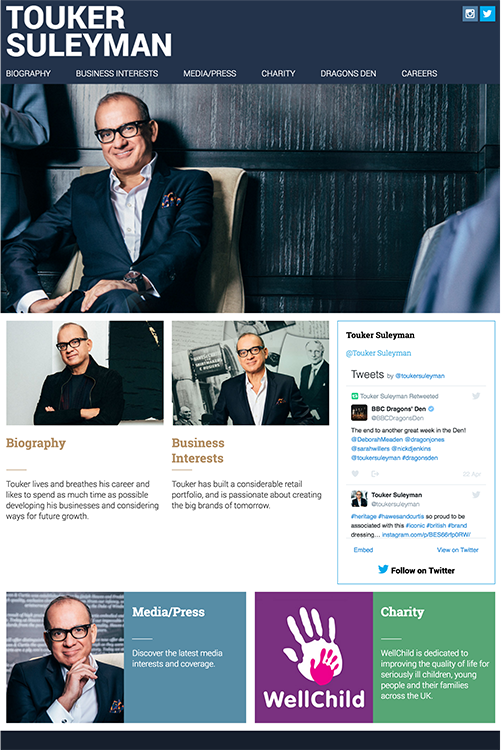 TOUKER
SULEYMAN
BIOGRAPHY
BUSINESS INTERESTS
MEDIA/PRESS
CHARITY
DRAGONS DEN
CAREERS
Biography
Touker lives and breathes his career and
likes to spend as much time as possible
developing his businesses and considering
ways for future growth.
Business
Interests
Touker has built a considerable retail
portfolio, and is passionate about creating
the big brands of tomorrow.
Touker Suleyman
@Touker Suleyman
Tweets by @toukersuleyman
Touker Suleyman Retweeted
BBC Dragons' Den
@BBCDragonsDen
The end to another great week in the Den!
@DeborahMeaden @dragonjones
@sarahwillers @nickdjenkins
@toukersuleyman #dragonsden
22 Apr
Touker Suleyman
@toukersuleyman
#heritage #hawesandcurtis so proud to be
associated with this #iconic #british #brand
dressing… instagram.com/p/BES66rfp0RW/
Embed
View on Twitter
Follow on Twitter
Media/Press
Discover the latest media
interests and coverage.
WellChild
Charity
WellChild is dedicated to
improving the quality of life for
seriously ill children, young
people and their families
across the UK.